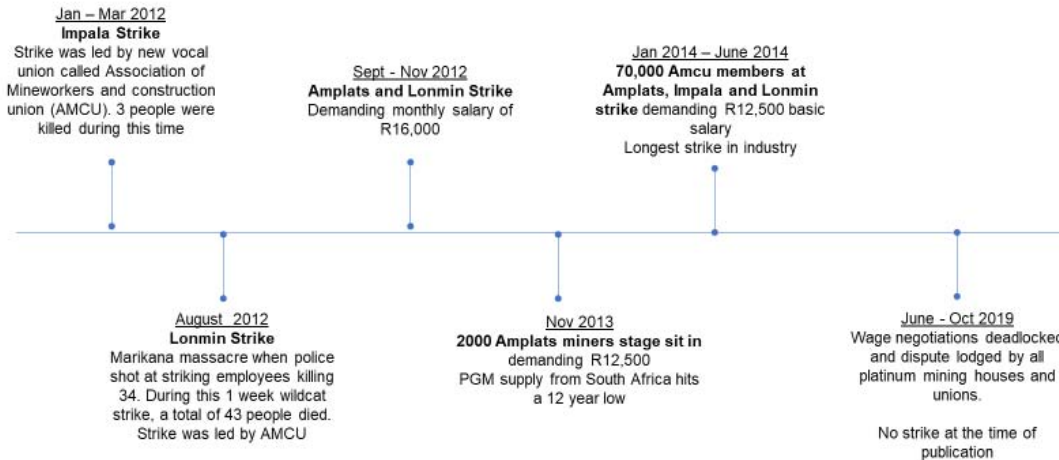 Jan – Mar 2012
Impala Strike
Strike was led by new vocal
union called Association of
Mineworkers and construction
union (AMCU). 3 people were
killed during this time
Sept - Nov 2012
Amplats and Lonmin Strike
Demanding monthly salary of
R16,000
Jan 2014 – June 2014
70,000 Amcu members at
Amplats, Impala and Lonmin
strike demanding R12,500 basic
salary
Longest strike in industry
August 2012
Lonmin Strike
Marikana massacre when police
shot at striking employees killing
34. During this 1 week wildcat
strike, a total of 43 people died.
Strike was led by AMCU
Nov 2013
2000 Amplats miners stage sit in
demanding R12,500
PGM supply from South Africa hits
a 12 year low
June - Oct 2019
Wage negotiations deadlocked
and dispute lodged by all
platinum mining houses and
unions.
No strike at the time of
publication